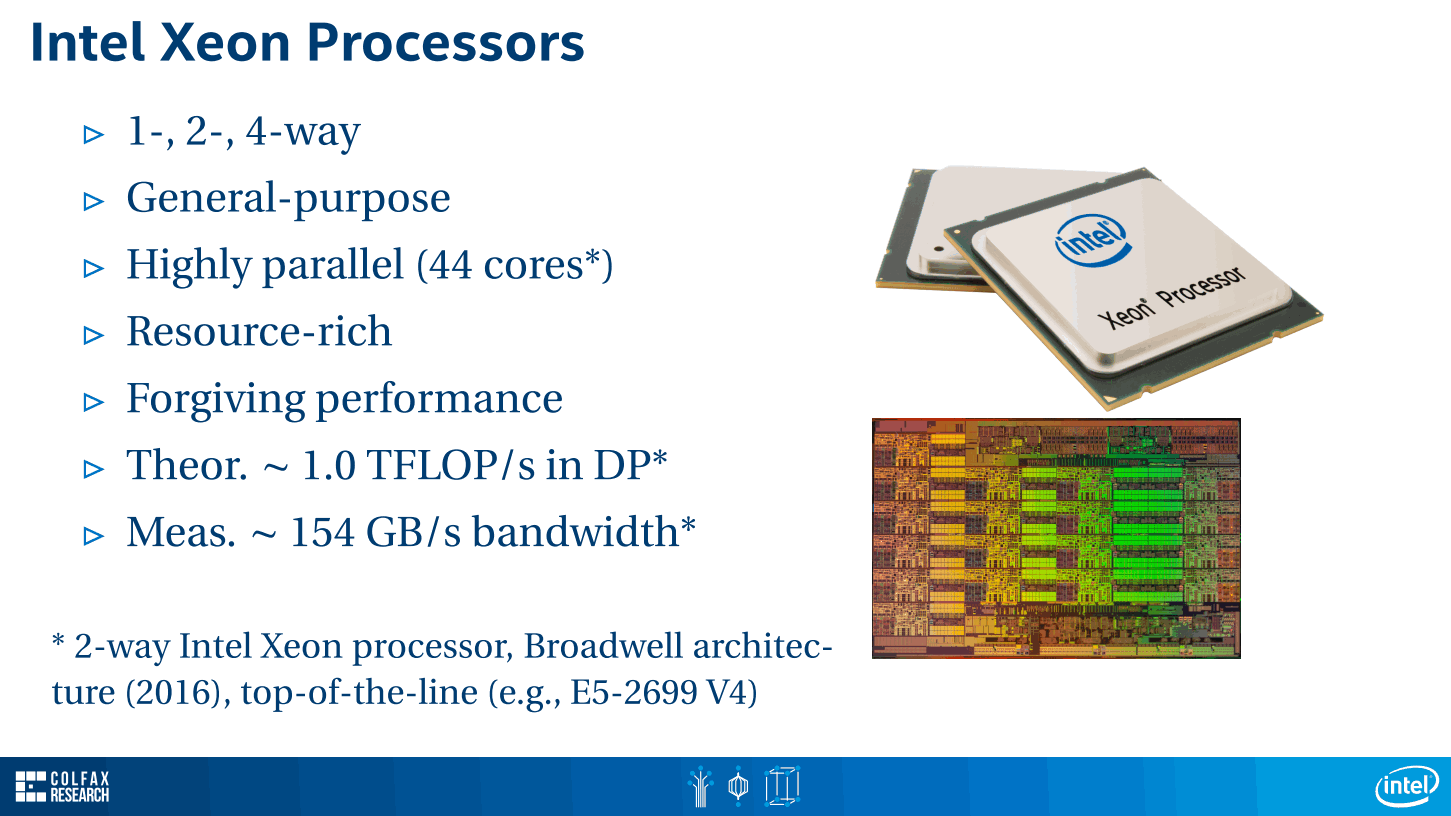 Intel Xeon Processors
▷ 1-, 2-, 4-way
▷ General-purpose
▷ Highly parallel (44 cores*)
▷ Resource-rich
▷ Forgiving performance
▷ Theor. ~ 1.0 TFLOP/s in DP*
▷ Meas. ~ 154 GB/s bandwidth*
* 2-way Intel Xeon processor, Broadwell architec-
ture (2016), top-of-the-line (e.g., E5-2699 V4)
intel®
Xeon® Processor
COLFAX
RESEARCH
intel®